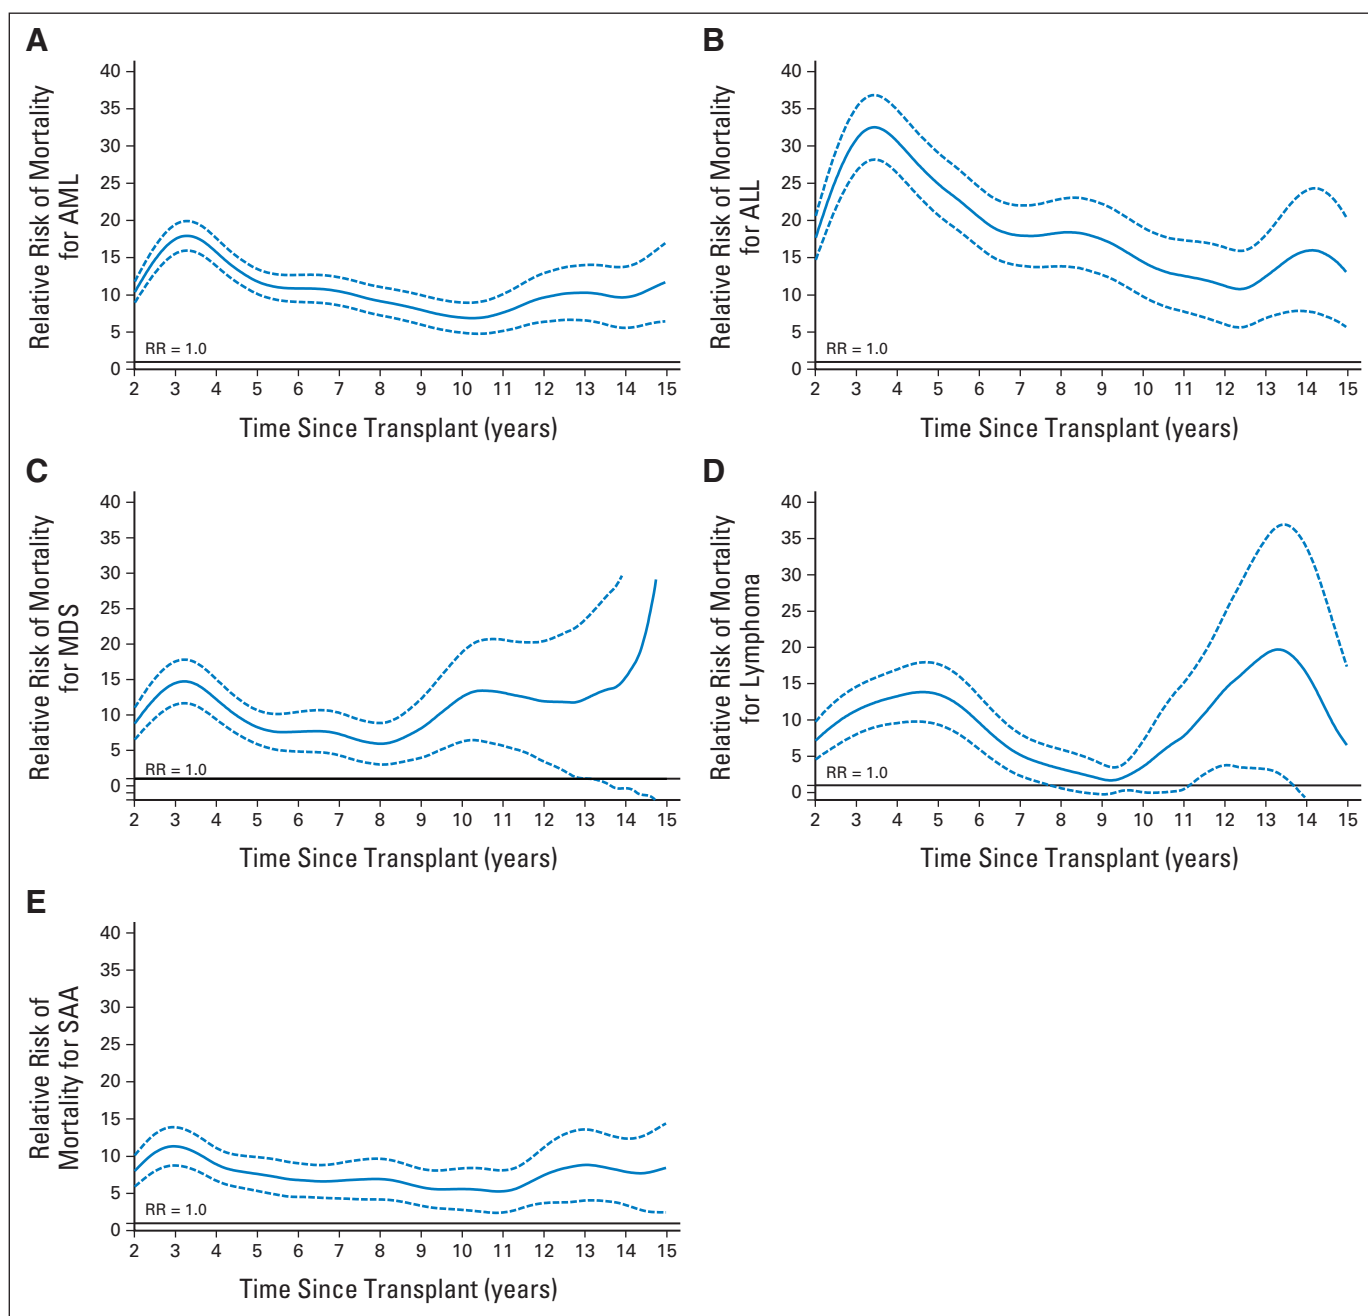 A
Relative Risk of Mortality
for AML
40
35
30
25
20
15
10
5
0
RR = 1.0
2 3 4 5 6 7 8 9 10 11 12 13 14 15
Time Since Transplant (years)
B
Relative Risk of Mortality
for ALL
40
35
30
25
20
15
10
5
0
RR = 1.0
2 3 4 5 6 7 8 9 10 11 12 13 14 15
Time Since Transplant (years)
C
Relative Risk of Mortality
for MDS
40
35
30
25
20
15
10
5
0
RR = 1.0
2 3 4 5 6 7 8 9 10 11 12 13 14 15
Time Since Transplant (years)
D
Relative Risk of Mortality
for Lymphoma
40
35
30
25
20
15
10
5
0
RR = 1.0
2 3 4 5 6 7 8 9 10 11 12 13 14 15
Time Since Transplant (years)
E
Relative Risk of
Mortality for SAA
40
35
30
25
20
15
10
5
0
RR = 1.0
2 3 4 5 6 7 8 9 10 11 12 13 14 15
Time Since Transplant (years)